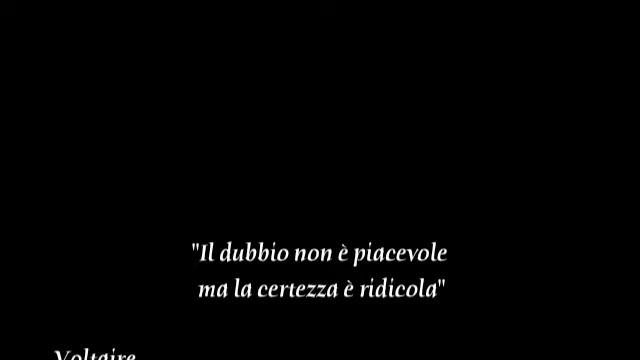 "Il dubbio non è piacevole
ma la certezza è ridicola"
Voltaire